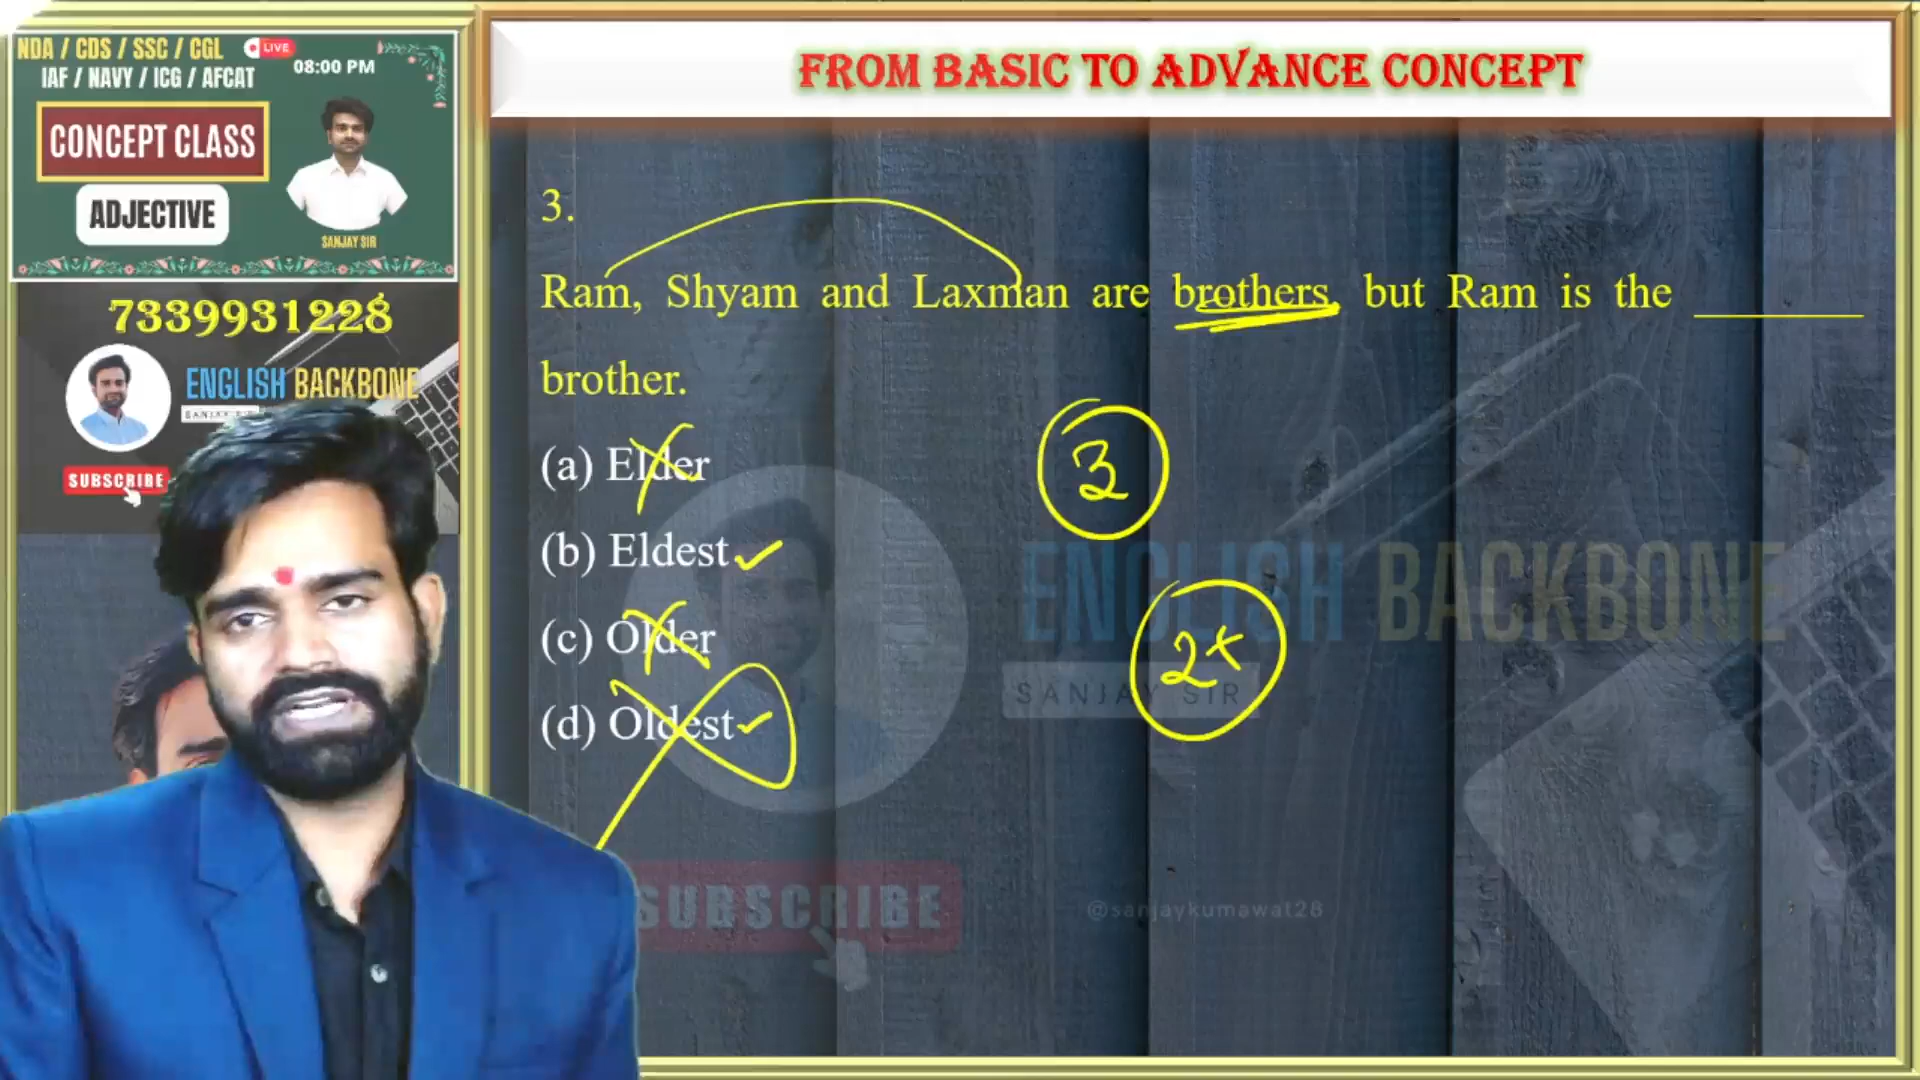 NDA / CDS / SSC / CGL
LIVE
08:00 PM
IAF / NAVY / ICG / AFCAT
CONCEPT CLASS
ADJECTIVE
SANJAY SIR
7339931228
ENGLISH BACKBONE
SUBSCRIBE
FROM BASIC TO ADVANCE CONCEPT
3.
Ram, Shyam and Laxman are brothers, but Ram is the ________
brother.
(a) Elder
(b) Eldest
(c) Older
(d) Oldest
3
2+
ENGLISH BACKBONE
SANJAY SIR
SUBSCRIBE
@sanjaykumawat28